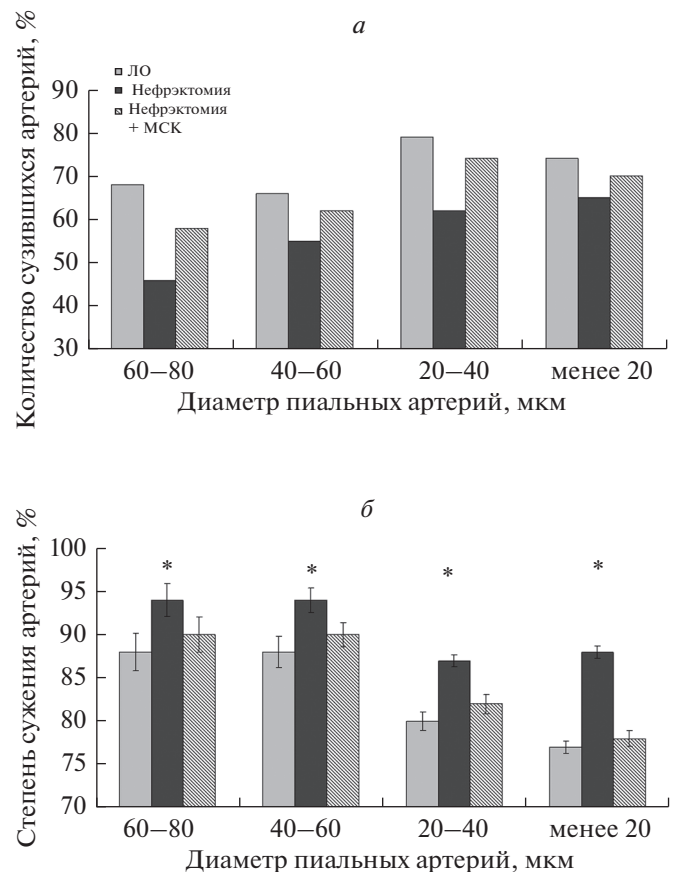 а
Количество сузившихся артерий, %
90
80
70
60
50
40
30
ЛО
Нефрэктомия
Нефрэктомия
+ МСК
60–80 40–60 20–40 менее 20
Диаметр пиальных артерий, мкм
б
Степень сужения артерий, %
100
95
90
85
80
75
70
* * * *
60–80 40–60 20–40 менее 20
Диаметр пиальных артерий, мкм